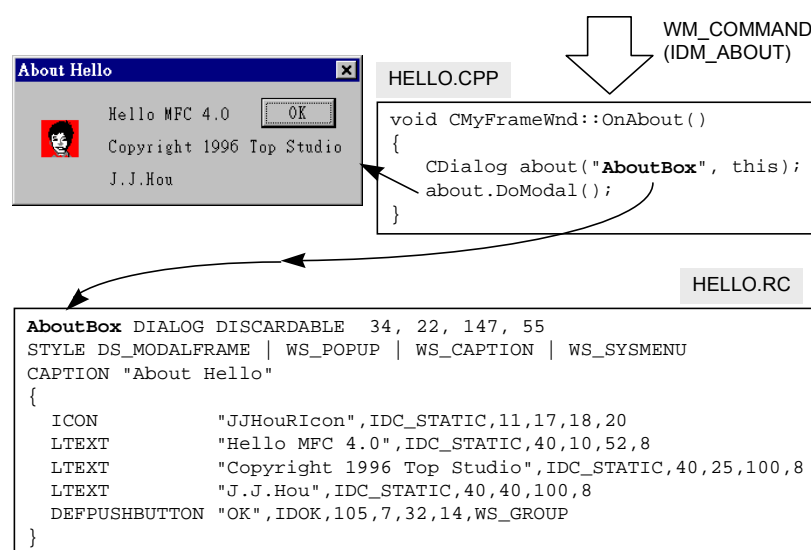 WM_COMMAND
(IDM_ABOUT)
About Hello
Hello MFC 4.0
OK
Copyright 1996 Top Studio
J.J.Hou
HELLO.CPP
void CMyFrameWnd::OnAbout()
{
CDialog about("AboutBox", this);
about.DoModal();
}
HELLO.RC
AboutBox DIALOG DISCARDABLE 34, 22, 147, 55
STYLE DS_MODALFRAME | WS_POPUP | WS_CAPTION | WS_SYSMENU
CAPTION "About Hello"
{
ICON "JJHouRIcon",IDC_STATIC,11,17,18,20
LTEXT "Hello MFC 4.0",IDC_STATIC,40,10,52,8
LTEXT "Copyright 1996 Top Studio",IDC_STATIC,40,25,100,8
LTEXT "J.J.Hou",IDC_STATIC,40,40,100,8
DEFPUSHBUTTON "OK",IDOK,105,7,32,14,WS_GROUP
}